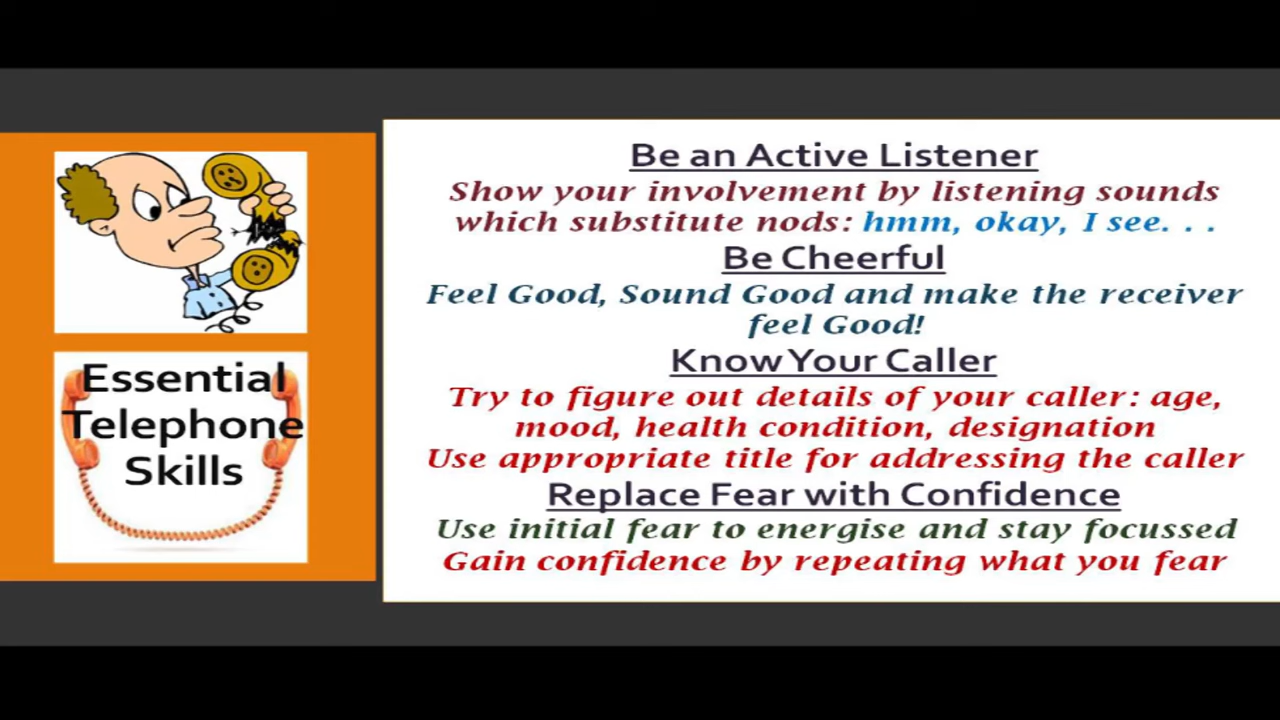 Essential
Telephone
Skills
Be an Active Listener
Show your involvement by listening sounds
which substitute nods: hmm, okay, I see. . .
Be Cheerful
Feel Good, Sound Good and make the receiver
feel Good!
Know Your Caller
Try to figure out details of your caller: age,
mood, health condition, designation
Use appropriate title for addressing the caller
Replace Fear with Confidence
Use initial fear to energise and stay focussed
Gain confidence by repeating what you fear